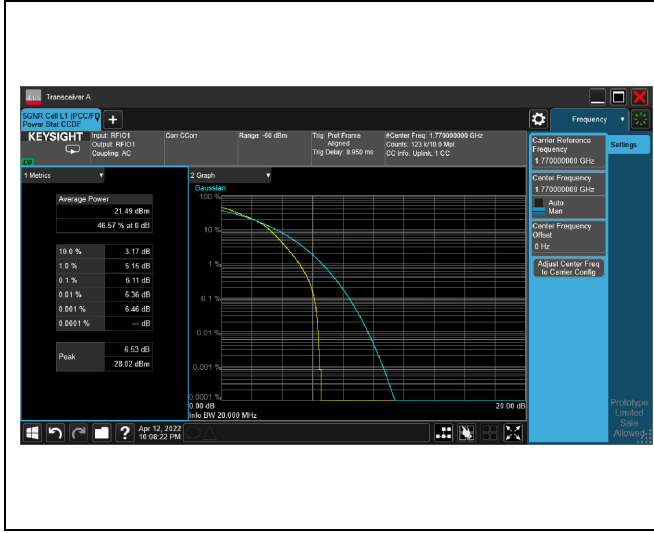 Transceiver A
5GNR Cell L1 (PCC/FD
Power Stat CCDF
Frequency
KEYSIGHT
Input: RFIO1
Output: RFIO1
Coupling: AC
Corr CCorr
Range: -60 dBm
Trig: Prot Frame
Aligned
Trig Delay: 8.950 ms
#Center Freq: 1.770000000 GHz
Counts: 123 k/10.0 Mpt
CC Info: Uplink, 1 CC
1 Metrics
Average Power
21.49 dBm
46.57 % at 0 dB
10.0 % 3.17 dB
1.0 % 5.15 dB
0.1 % 6.11 dB
0.01 % 6.36 dB
0.001 % 6.46 dB
0.0001 % --- dB
Peak
6.53 dB
28.02 dBm
2 Graph
Gaussian
100 %
10 %
1 %
0.1 %
0.01 %
0.001 %
0.0001 %
0.00 dB
20.00 dB
Info BW 20.000 MHz
Carrier Reference
Frequency
1.770000000 GHz
Center Frequency
1.770000000 GHz
Auto
Man
Center Frequency
Offset
0 Hz
Adjust Center Freq
to Carrier Config
Settings
Prototype
Limited
Sale
Allowed
?
Apr 12, 2022
10:08:22 PM